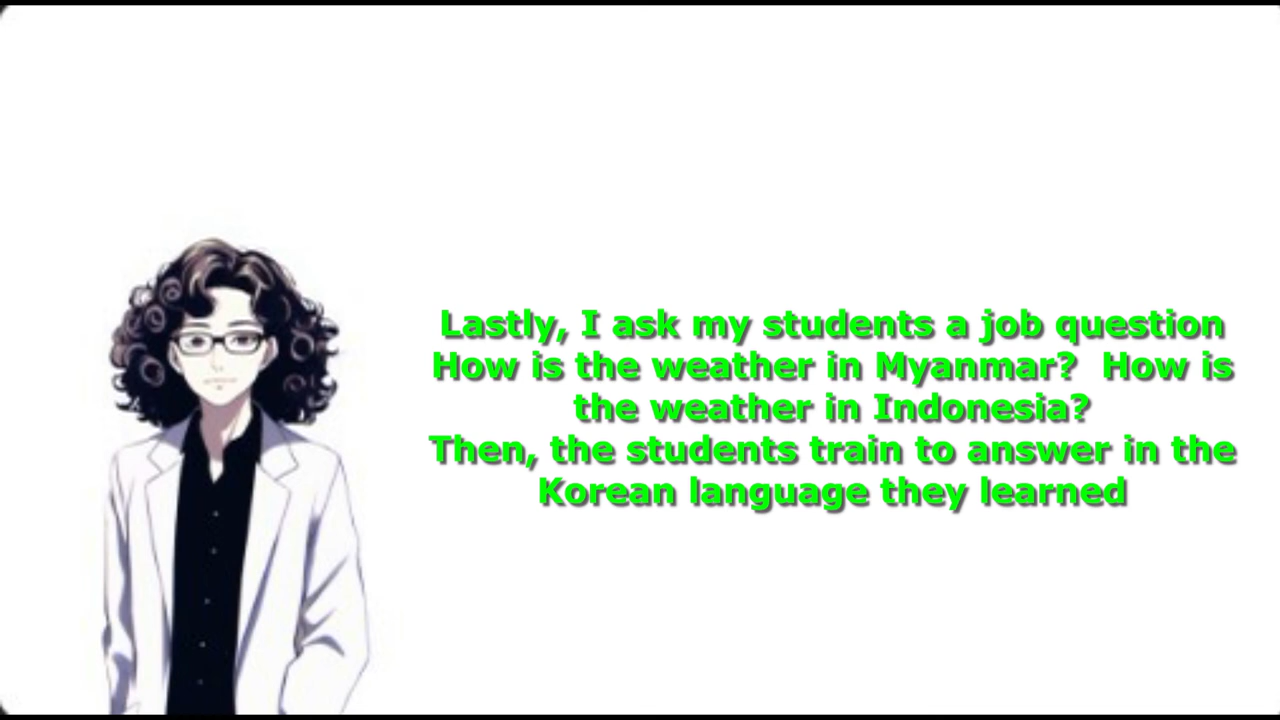 Lastly, I ask my students a job question
How is the weather in Myanmar?  How is
the weather in Indonesia?
Then, the students train to answer in the
Korean language they learned